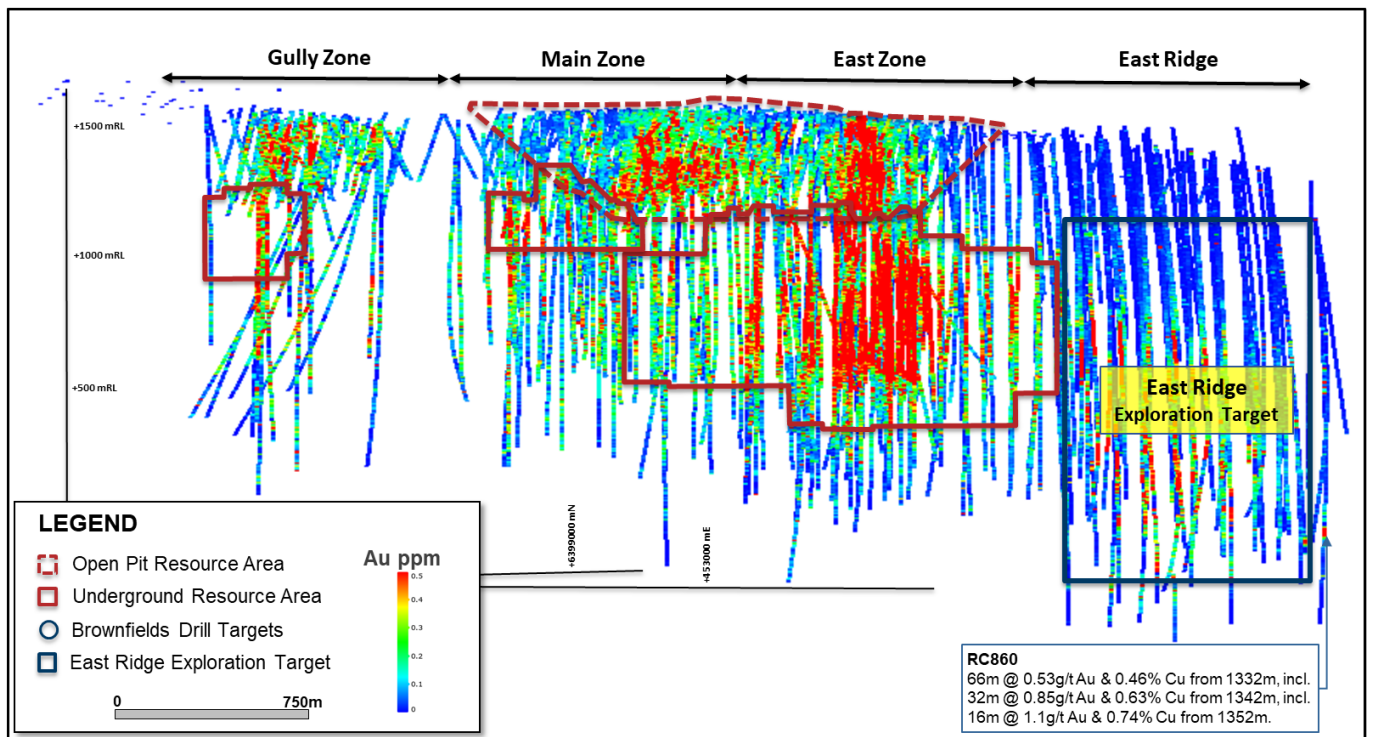 Gully Zone
Main Zone
East Zone
East Ridge
+1500 mRL
+1000 mRL
+500 mRL
East Ridge
Exploration Target
+6399000 mN
+453000 mE
LEGEND
Open Pit Resource Area
Underground Resource Area
Brownfields Drill Targets
East Ridge Exploration Target
0 750m
Au ppm
0.5
0.4
0.2
0.1
0
RC860
66m @ 0.53g/t Au & 0.46% Cu from 1332m, incl.
32m @ 0.85g/t Au & 0.63% Cu from 1342m, incl.
16m @ 1.1g/t Au & 0.74% Cu from 1352m.